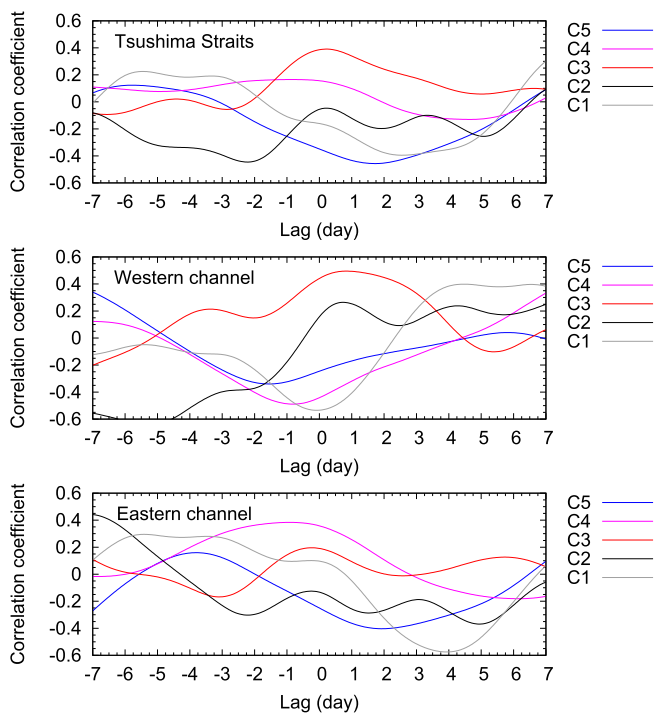 Tsushima Straits
Correlation coefficient
0.6
0.4
0.2
0
-0.2
-0.4
-0.6
-7 -6 -5 -4 -3 -2 -1 0 1 2 3 4 5 6 7
Lag (day)
C5
C4
C3
C2
C1
Western channel
Correlation coefficient
0.6
0.4
0.2
0
-0.2
-0.4
-0.6
-7 -6 -5 -4 -3 -2 -1 0 1 2 3 4 5 6 7
Lag (day)
C5
C4
C3
C2
C1
Eastern channel
Correlation coefficient
0.6
0.4
0.2
0
-0.2
-0.4
-0.6
-7 -6 -5 -4 -3 -2 -1 0 1 2 3 4 5 6 7
Lag (day)
C5
C4
C3
C2
C1